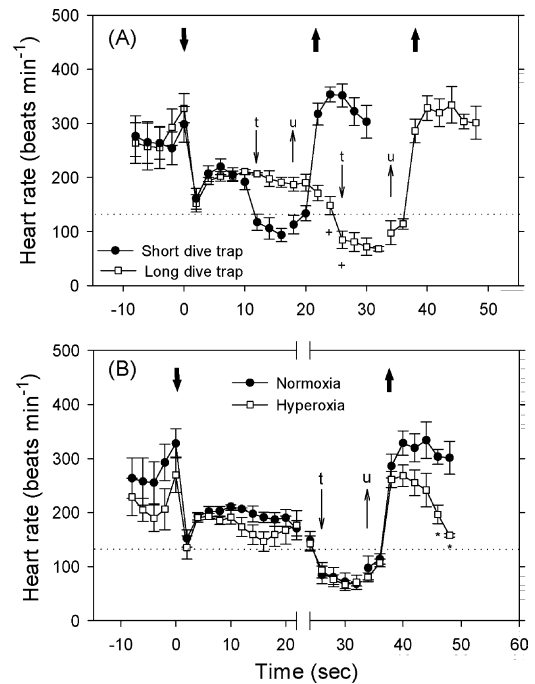 (A)
500
400
300
200
100
0
Heart rate (beats min⁻¹)
t
u
t
u
+
+
Short dive trap
Long dive trap
-10 0 10 20 30 40 50
(B)
500
400
300
200
100
0
Heart rate (beats min⁻¹)
Normoxia
Hyperoxia
t
u
*
*
-10 0 10 20 30 40 50 60
Time (sec)